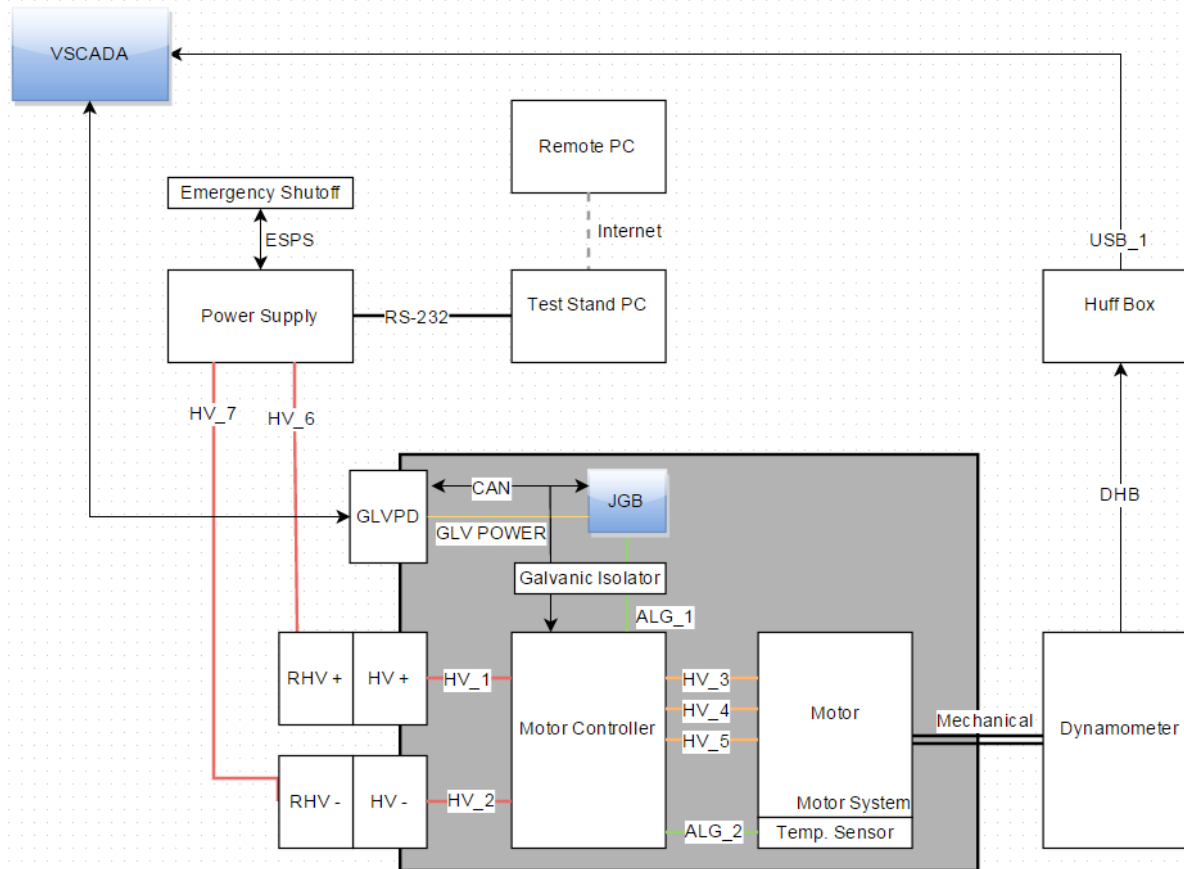 VSCADA
Remote PC
Emergency Shutoff
ESPS
Internet
USB_1
Power Supply
RS-232
Test Stand PC
Huff Box
HV_7
HV_6
CAN
JGB
DHB
GLVPD
GLV POWER
Galvanic Isolator
ALG_1
RHV +
HV +
HV_1
Motor Controller
HV_3
HV_4
HV_5
Motor
Mechanical
Dynamometer
RHV -
HV -
HV_2
Motor System
ALG_2
Temp. Sensor